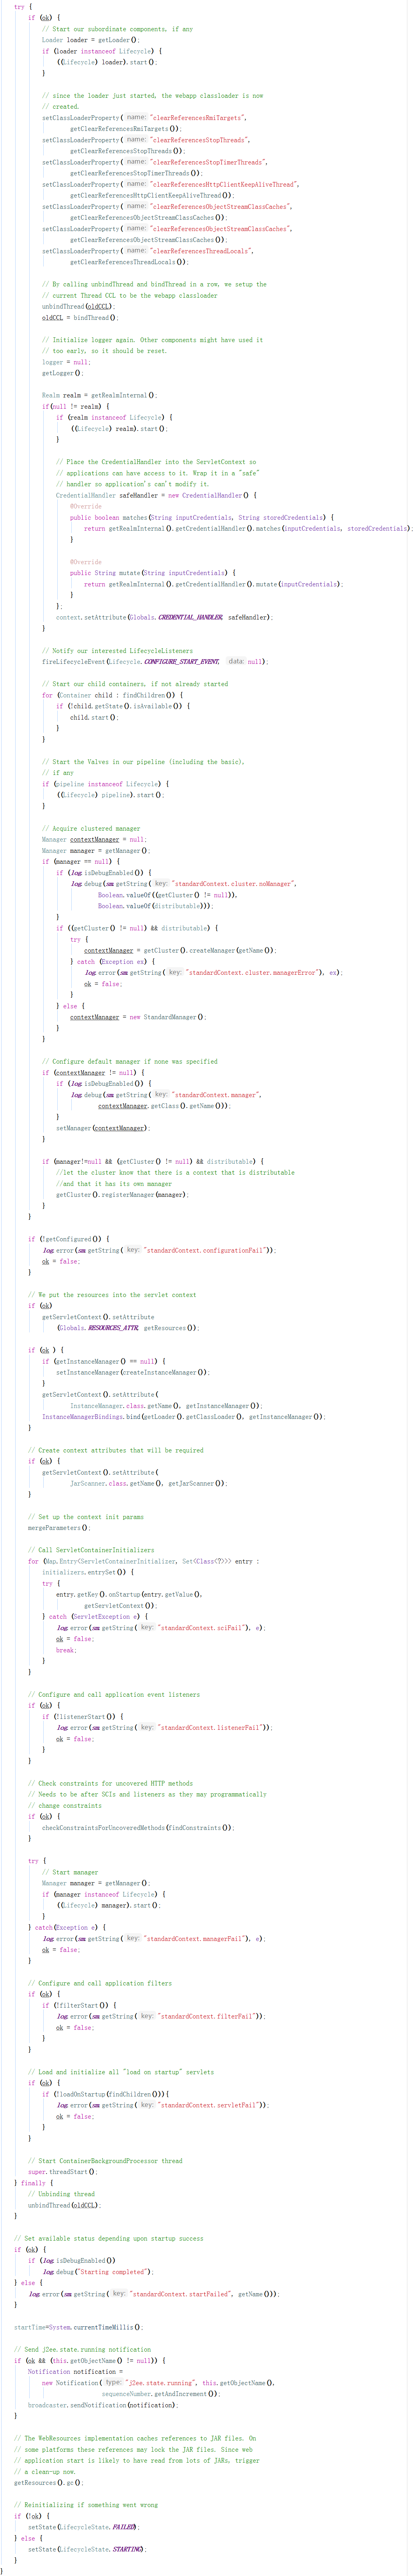 try {
if (ok) {
// Start our subordinate components, if any
Loader loader = getLoader();
if (loader instanceof Lifecycle) {
((Lifecycle) loader).start();
}
// since the loader just started, the webapp classloader is now
// created.
setClassLoaderProperty( name: "clearReferencesRmiTargets",
getClearReferencesRmiTargets());
setClassLoaderProperty( name: "clearReferencesStopThreads",
getClearReferencesStopThreads());
setClassLoaderProperty( name: "clearReferencesStopTimerThreads",
getClearReferencesStopTimerThreads());
setClassLoaderProperty( name: "clearReferencesHttpClientKeepAliveThread",
getClearReferencesHttpClientKeepAliveThread());
setClassLoaderProperty( name: "clearReferencesObjectStreamClassCaches",
getClearReferencesObjectStreamClassCaches());
setClassLoaderProperty( name: "clearReferencesObjectStreamClassCaches",
getClearReferencesObjectStreamClassCaches());
setClassLoaderProperty( name: "clearReferencesThreadLocals",
getClearReferencesThreadLocals());
// By calling unbindThread and bindThread in a row, we setup the
// current Thread CCL to be the webapp classloader
unbindThread(oldCCL);
oldCCL = bindThread();
// Initialize logger again. Other components might have used it
// too early, so it should be reset.
logger = null;
getLogger();
Realm realm = getRealmInternal();
if(null != realm) {
if (realm instanceof Lifecycle) {
((Lifecycle) realm).start();
}
// Place the CredentialHandler into the ServletContext so
// applications can have access to it. Wrap it in a "safe"
// handler so application's can't modify it.
CredentialHandler safeHandler = new CredentialHandler() {
@Override
public boolean matches(String inputCredentials, String storedCredentials) {
return getRealmInternal().getCredentialHandler().matches(inputCredentials, storedCredentials);
}
@Override
public String mutate(String inputCredentials) {
return getRealmInternal().getCredentialHandler().mutate(inputCredentials);
}
};
context.setAttribute(Globals.CREDENTIAL_HANDLER, safeHandler);
}
// Notify our interested LifecycleListeners
fireLifecycleEvent(Lifecycle.CONFIGURE_START_EVENT, data: null);
// Start our child containers, if not already started
for (Container child : findChildren()) {
if (!child.getState().isAvailable()) {
child.start();
}
}
// Start the Valves in our pipeline (including the basic),
// if any
if (pipeline instanceof Lifecycle) {
((Lifecycle) pipeline).start();
}
// Acquire clustered manager
Manager contextManager = null;
Manager manager = getManager();
if (manager == null) {
if (log.isDebugEnabled()) {
log.debug(sm.getString( key: "standardContext.cluster.noManager",
Boolean.valueOf((getCluster() != null)),
Boolean.valueOf(distributable)));
}
if ((getCluster() != null) && distributable) {
try {
contextManager = getCluster().createManager(getName());
} catch (Exception ex) {
log.error(sm.getString( key: "standardContext.cluster.managerError"), ex);
ok = false;
}
} else {
contextManager = new StandardManager();
}
}
// Configure default manager if none was specified
if (contextManager != null) {
if (log.isDebugEnabled()) {
log.debug(sm.getString( key: "standardContext.manager",
contextManager.getClass().getName()));
}
setManager(contextManager);
}
if (manager!=null && (getCluster() != null) && distributable) {
//let the cluster know that there is a context that is distributable
//and that it has its own manager
getCluster().registerManager(manager);
}
}
if (!getConfigured()) {
log.error(sm.getString( key: "standardContext.configurationFail"));
ok = false;
}
// We put the resources into the servlet context
if (ok)
getServletContext().setAttribute
(Globals.RESOURCES_ATTR, getResources());
if (ok ) {
if (getInstanceManager() == null) {
setInstanceManager(createInstanceManager());
}
getServletContext().setAttribute(
InstanceManager.class.getName(), getInstanceManager());
InstanceManagerBindings.bind(getLoader().getClassLoader(), getInstanceManager());
}
// Create context attributes that will be required
if (ok) {
getServletContext().setAttribute(
JarScanner.class.getName(), getJarScanner());
}
// Set up the context init params
mergeParameters();
// Call ServletContainerInitializers
for (Map.Entry<ServletContainerInitializer, Set<Class<?>>> entry :
initializers.entrySet()) {
try {
entry.getKey().onStartup(entry.getValue(),
getServletContext());
} catch (ServletException e) {
log.error(sm.getString( key: "standardContext.sciFail"), e);
ok = false;
break;
}
}
// Configure and call application event listeners
if (ok) {
if (!listenerStart()) {
log.error(sm.getString( key: "standardContext.listenerFail"));
ok = false;
}
}
// Check constraints for uncovered HTTP methods
// Needs to be after SCIs and listeners as they may programmatically
// change constraints
if (ok) {
checkConstraintsForUncoveredMethods(findConstraints());
}
try {
// Start manager
Manager manager = getManager();
if (manager instanceof Lifecycle) {
((Lifecycle) manager).start();
}
} catch(Exception e) {
log.error(sm.getString( key: "standardContext.managerFail"), e);
ok = false;
}
// Configure and call application filters
if (ok) {
if (!filterStart()) {
log.error(sm.getString( key: "standardContext.filterFail"));
ok = false;
}
}
// Load and initialize all "load on startup" servlets
if (ok) {
if (!loadOnStartup(findChildren())){
log.error(sm.getString( key: "standardContext.servletFail"));
ok = false;
}
}
// Start ContainerBackgroundProcessor thread
super.threadStart();
} finally {
// Unbinding thread
unbindThread(oldCCL);
}
// Set available status depending upon startup success
if (ok) {
if (log.isDebugEnabled())
log.debug("Starting completed");
} else {
log.error(sm.getString( key: "standardContext.startFailed", getName()));
}
startTime=System.currentTimeMillis();
// Send j2ee.state.running notification
if (ok && (this.getObjectName() != null)) {
Notification notification =
new Notification( type: "j2ee.state.running", this.getObjectName(),
sequenceNumber.getAndIncrement());
broadcaster.sendNotification(notification);
}
// The WebResources implementation caches references to JAR files. On
// some platforms these references may lock the JAR files. Since web
// application start is likely to have read from lots of JARs, trigger
// a clean-up now.
getResources().gc();
// Reinitializing if something went wrong
if (!ok) {
setState(LifecycleState.FAILED);
} else {
setState(LifecycleState.STARTING);
}
}